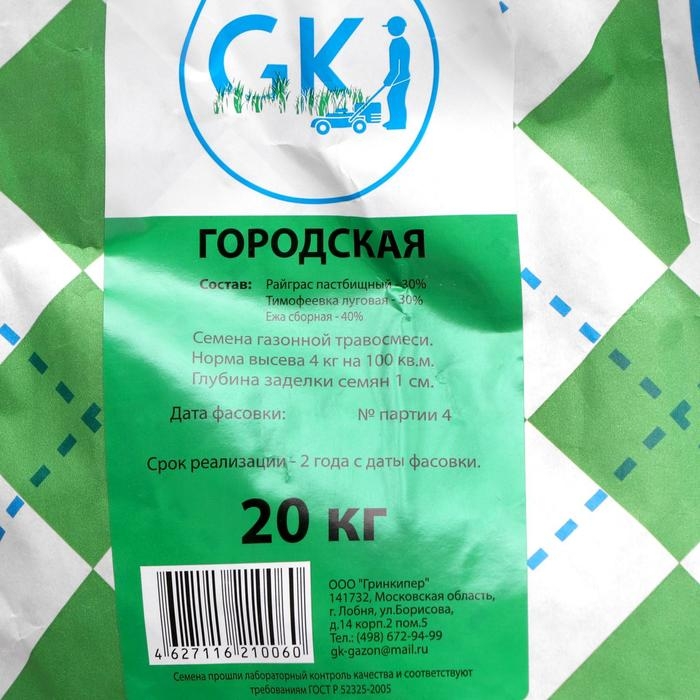 GK
ГОРОДСКАЯ
Состав: Райграс пастбищный - 30%
Тимофеевка луговая - 30%
Ежа сборная - 40%
Семена газонной травосмеси.
Норма высева 4 кг на 100 кв.м.
Глубина заделки семян 1 см.
Дата фасовки: № партии 4
Срок реализации - 2 года с даты фасовки.
20 кг
4 627116 210060
ООО "Гринкипер"
141732, Московская область,
г. Лобня, ул.Борисова,
д.14 корп.2 пом.5
Тел.: (498) 672-94-99
gk-gazon@mail.ru
Семена прошли лабораторный контроль качества и соответствуют
требованиям ГОСТ Р 52325-2005